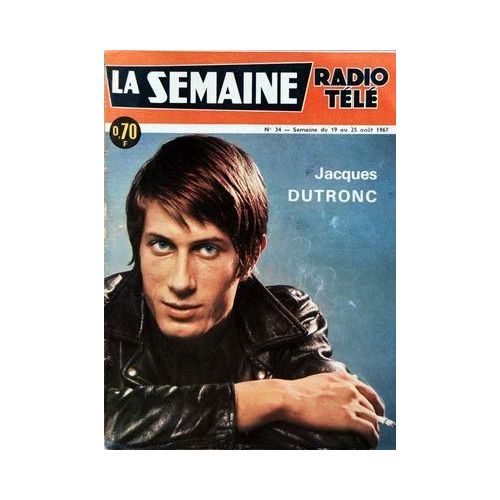 LA SEMAINE RADIO
TÉLÉ
0,70
F
N° 34 — Semaine du 19 au 25 août 1967
Jacques
DUTRONC